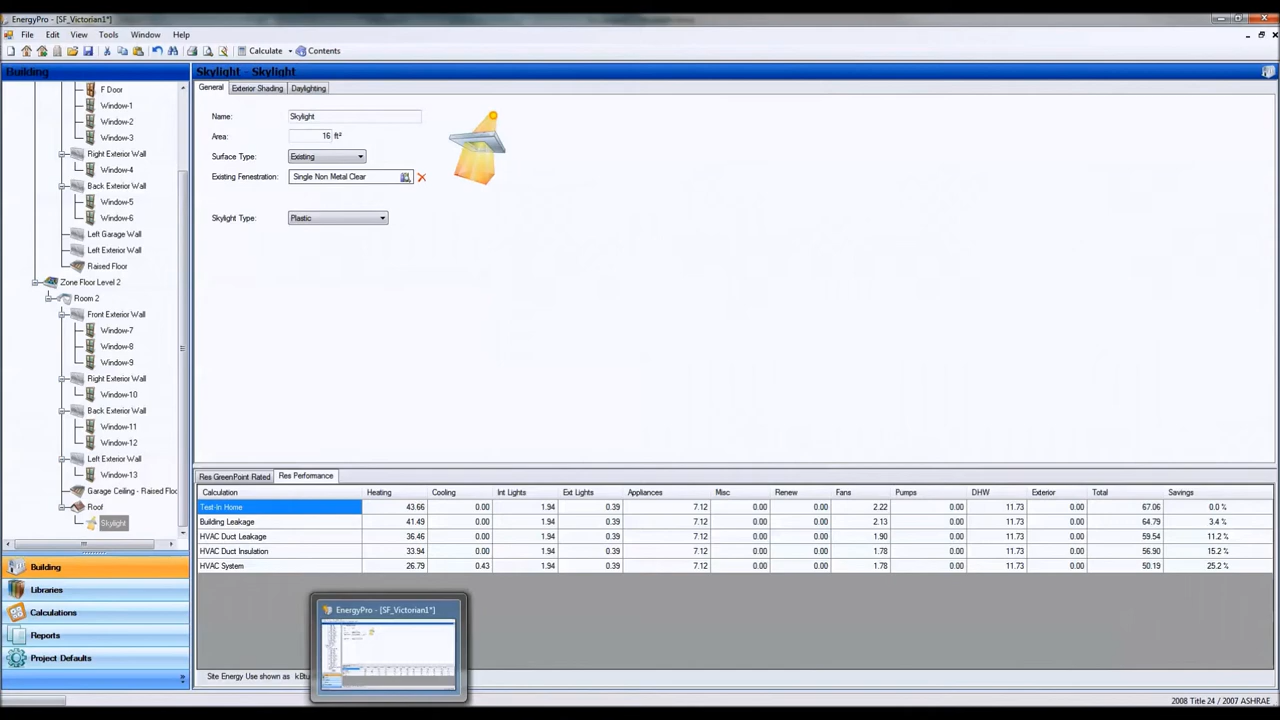 EnergyPro - [SF_Victorian1*]
File Edit View Tools Window Help
Calculate Contents
Building
Skylight - Skylight
F Door
Window-1
Window-2
Window-3
Right Exterior Wall
Window-4
Back Exterior Wall
Window-5
Window-6
Left Garage Wall
Left Exterior Wall
Raised Floor
Zone Floor Level 2
Room 2
Front Exterior Wall
Window-7
Window-8
Window-9
Right Exterior Wall
Window-10
Back Exterior Wall
Window-11
Window-12
Left Exterior Wall
Window-13
Garage Ceiling - Raised Floo
Roof
Skylight
Building
Libraries
Calculations
Reports
Project Defaults
General Exterior Shading Daylighting
Name: Skylight
Area: 16 ft²
Surface Type: Existing
Existing Fenestration: Single Non Metal Clear
Skylight Type: Plastic
Res GreenPoint Rated Res Performance
Calculation Heating Cooling Int Lights Ext Lights Appliances Misc Renew Fans Pumps DHW Exterior Total Savings
Test-In Home 43.66 0.00 1.94 0.39 7.12 0.00 0.00 2.22 0.00 11.73 0.00 67.06 0.0 %
Building Leakage 41.49 0.00 1.94 0.39 7.12 0.00 0.00 2.12 0.00 11.73 0.00 64.79 3.4 %
HVAC Duct Leakage 36.46 0.00 1.94 0.39 7.12 0.00 0.00 1.90 0.00 11.73 0.00 59.54 11.2 %
HVAC Duct Insulation 33.94 0.00 1.94 0.39 7.12 0.00 0.00 1.78 0.00 11.73 0.00 56.90 15.2 %
HVAC System 26.79 0.43 1.94 0.39 7.12 0.00 0.00 1.78 0.00 11.73 0.00 50.19 25.2 %
EnergyPro - [SF_Victorian1*]
Site Energy Use shown as kBtu
2008 Title 24 / 2007 ASHRAE